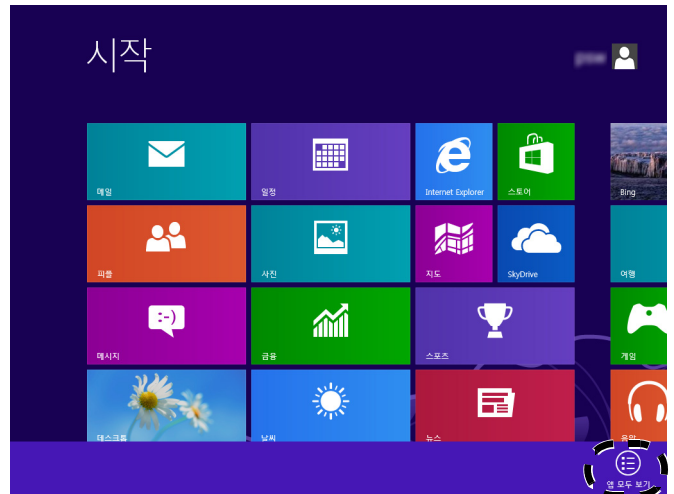 시작
메일
일정
Internet Explorer
스토어
Bing
피플
사진
지도
SkyDrive
여행
메시지
:-)
금융
스포츠
게임
데스크톱
날씨
뉴스
음악
앱 모두 보기